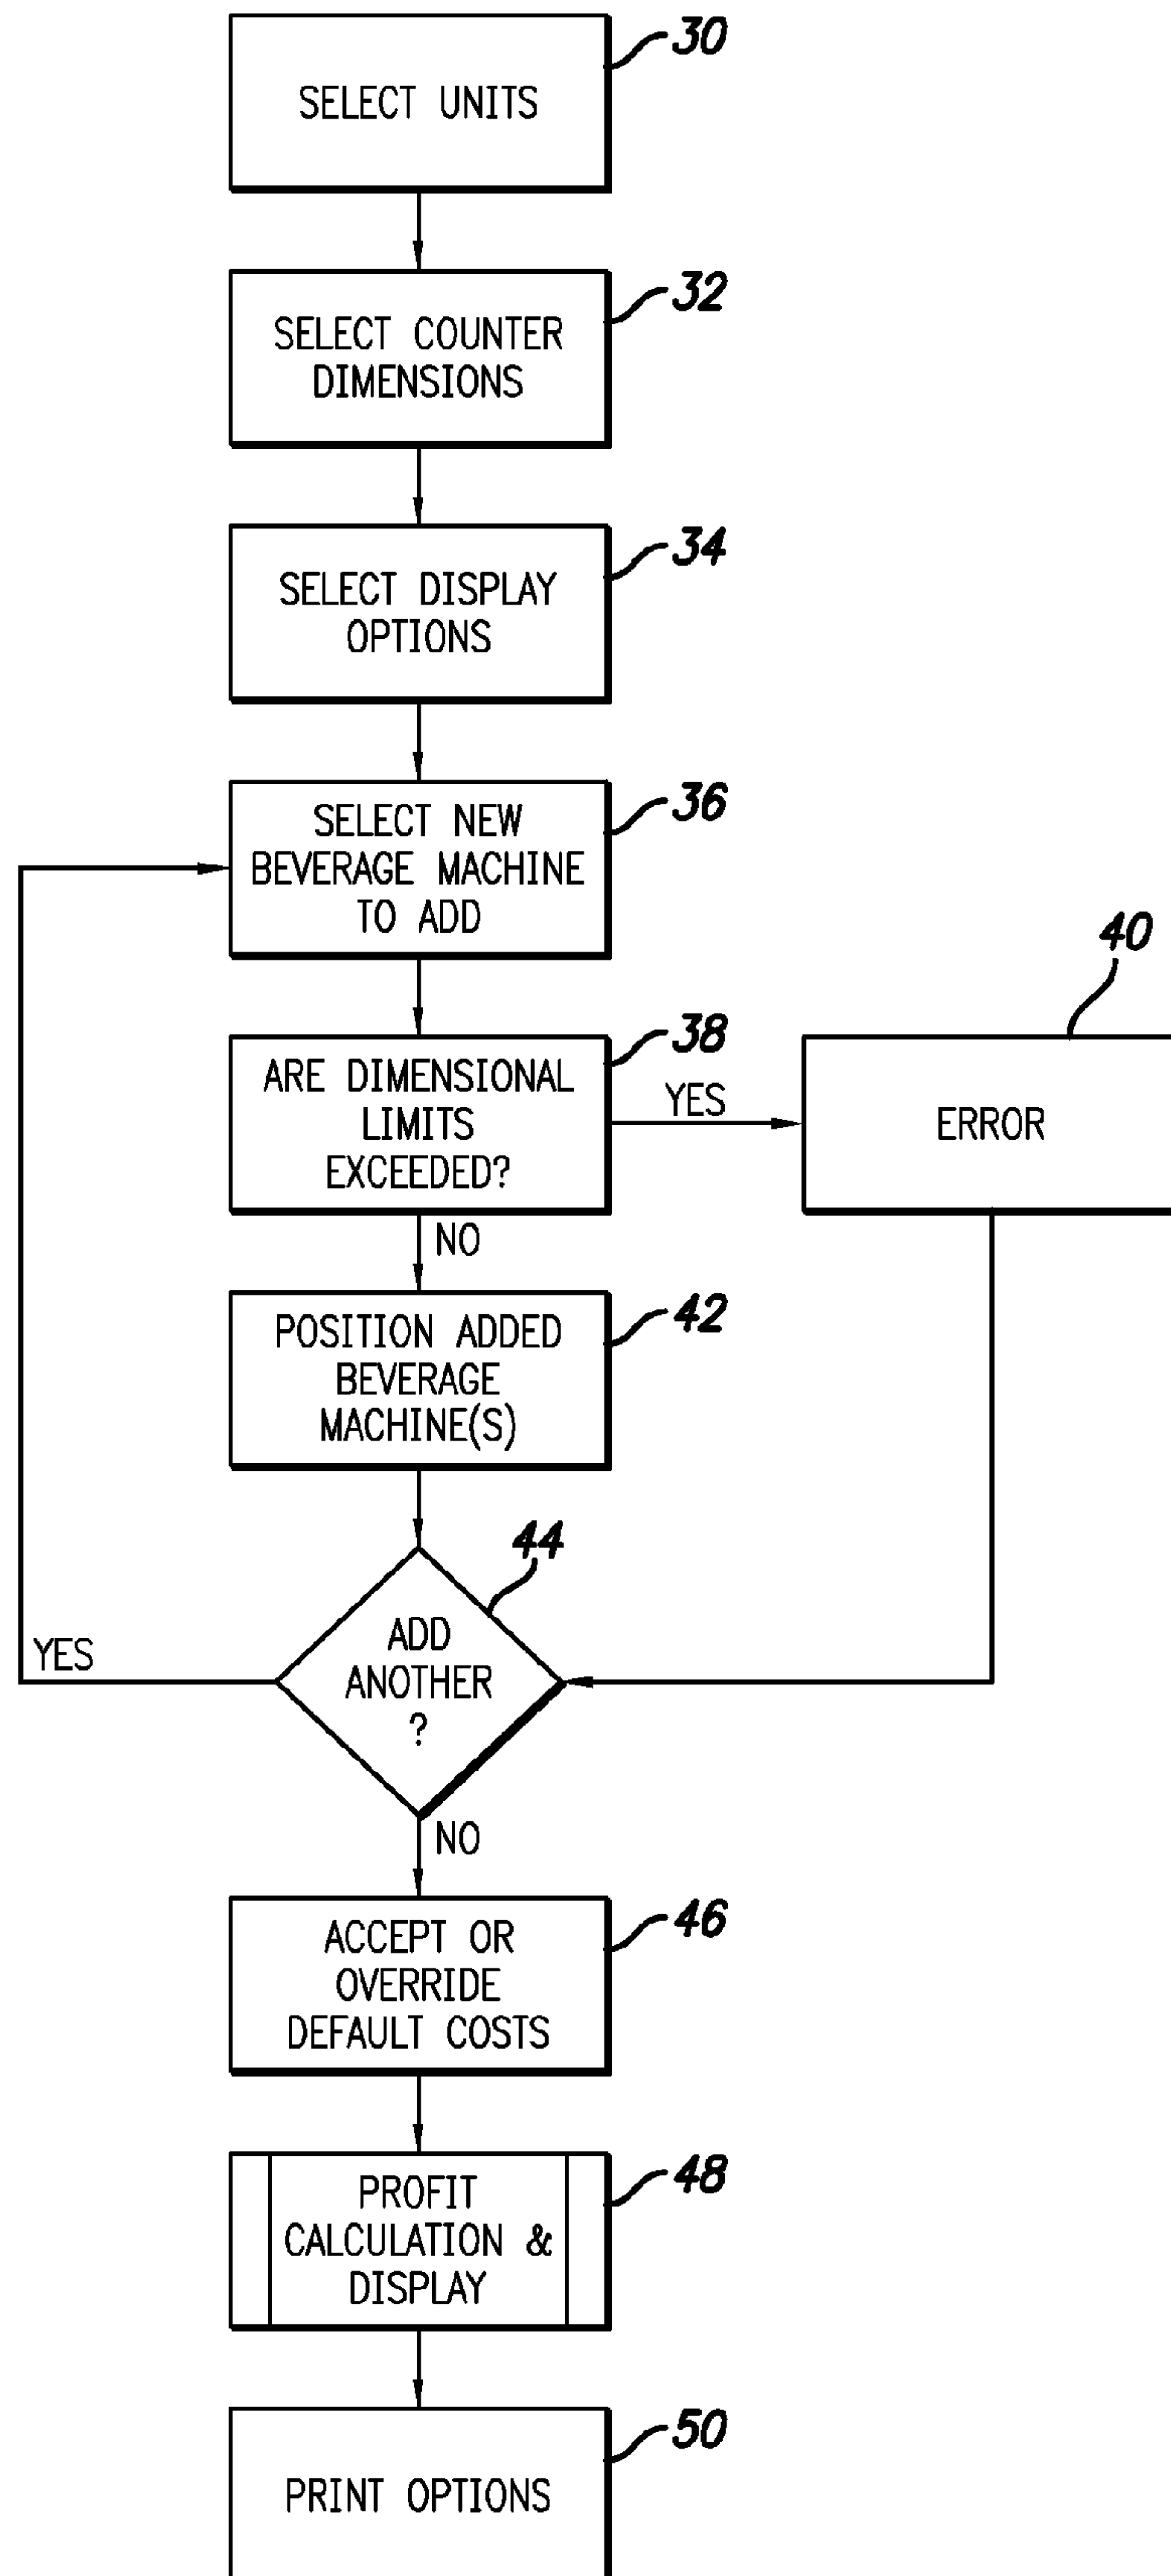 30
SELECT UNITS
32
SELECT COUNTER
DIMENSIONS
34
SELECT DISPLAY
OPTIONS
36
SELECT NEW
BEVERAGE MACHINE
TO ADD
38
ARE DIMENSIONAL
LIMITS
EXCEEDED?
YES
40
ERROR
NO
42
POSITION ADDED
BEVERAGE
MACHINE(S)
44
ADD
ANOTHER
?
YES
NO
46
ACCEPT OR
OVERRIDE
DEFAULT COSTS
48
PROFIT
CALCULATION &
DISPLAY
50
PRINT OPTIONS